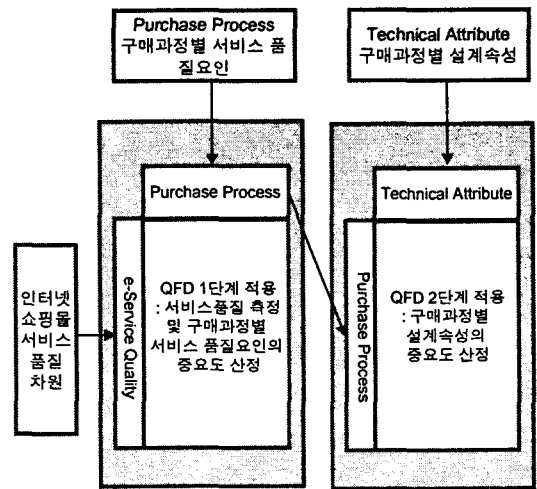 Purchase Process
구매과정별 서비스 품
질요인
Technical Attribute
구매과정별 설계속성
Purchase Process
Technical Attribute
인터넷
쇼핑몰
서비스
품질
차원
e-Service Quality
QFD 1단계 적용
: 서비스품질 측정
및 구매과정별
서비스 품질요인의
중요도 산정
Purchase Process
QFD 2단계 적용
: 구매과정별
설계속성의
중요도 산정